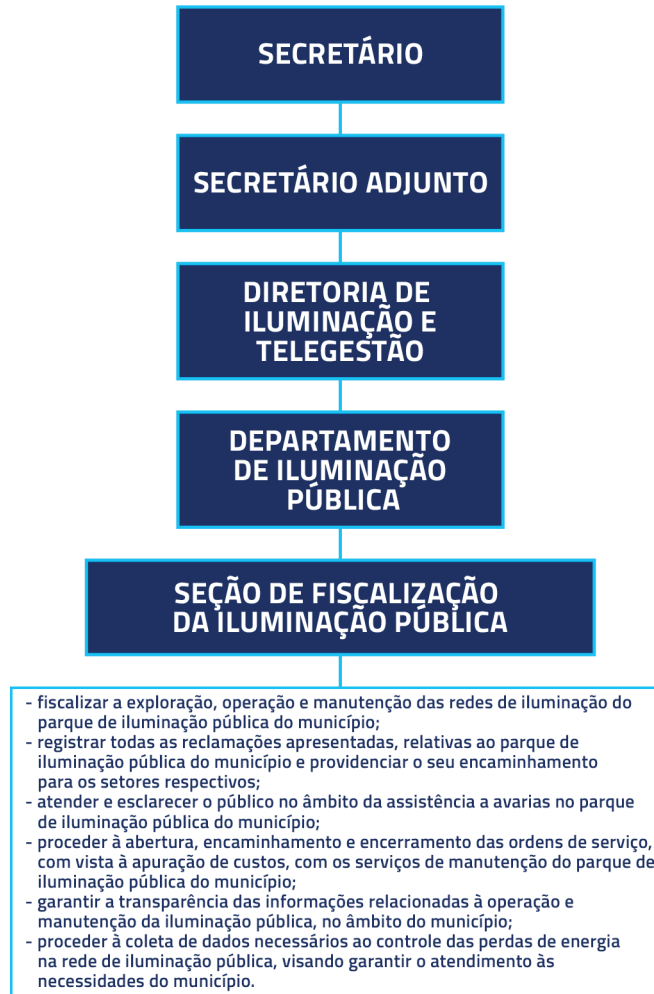 SECRETÁRIO
SECRETÁRIO ADJUNTO
DIRETORIA DE
ILUMINAÇÃO E
TELEGESTÃO
DEPARTAMENTO
DE ILUMINAÇÃO
PÚBLICA
SEÇÃO DE FISCALIZAÇÃO
DA ILUMINAÇÃO PÚBLICA
- fiscalizar a exploração, operação e manutenção das redes de iluminação do
parque de iluminação pública do município;
- registrar todas as reclamações apresentadas, relativas ao parque de
iluminação pública do município e providenciar o seu encaminhamento
para os setores respectivos;
- atender e esclarecer o público no âmbito da assistência a avarias no parque
de iluminação pública do município;
- proceder à abertura, encaminhamento e encerramento das ordens de serviço,
com vista à apuração de custos, com os serviços de manutenção do parque de
iluminação pública do município;
- garantir a transparência das informações relacionadas à operação e
manutenção da iluminação pública, no âmbito do município;
- proceder à coleta de dados necessários ao controle das perdas de energia
na rede de iluminação pública, visando garantir o atendimento às
necessidades do município.